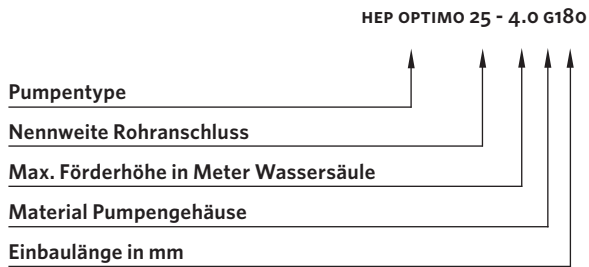 HEP OPTIMO 25 - 4.0 G180
Pumpentype
Nennweite Rohranschluss
Max. Förderhöhe in Meter Wassersäule
Material Pumpengehäuse
Einbaulänge in mm